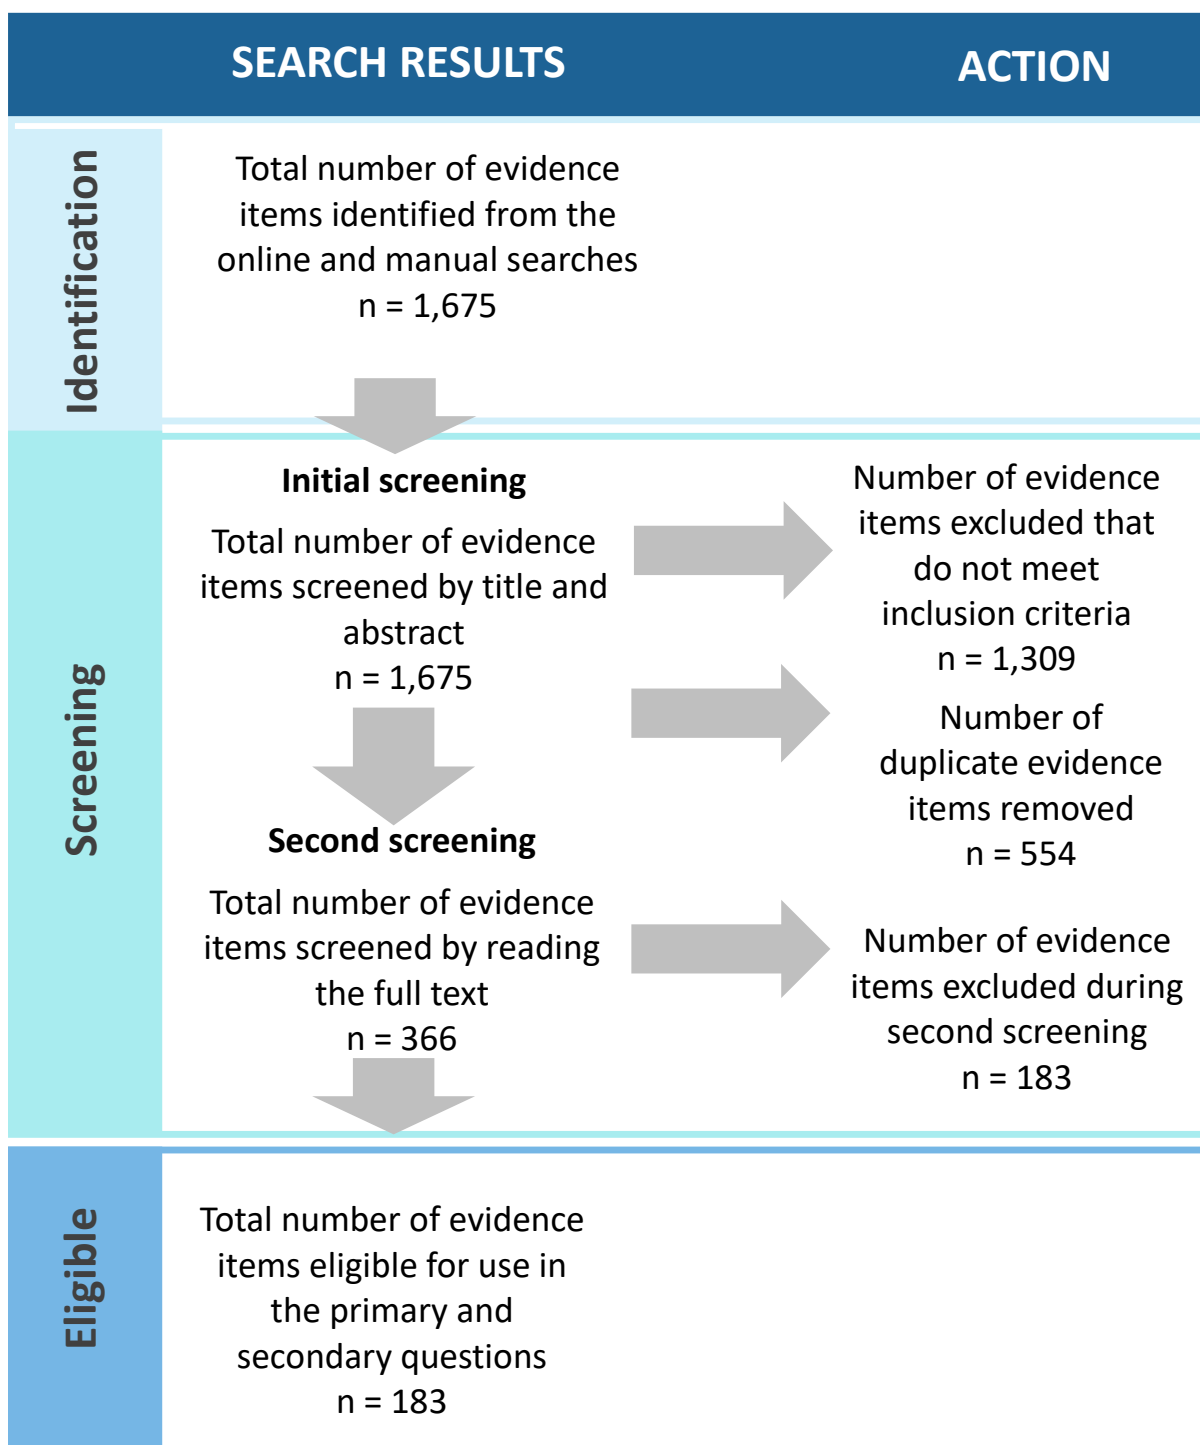 SEARCH RESULTS
ACTION
Identification
Total number of evidence
items identified from the
online and manual searches
n = 1,675
Screening
Initial screening
Total number of evidence
items screened by title and
abstract
n = 1,675
Number of evidence
items excluded that
do not meet
inclusion criteria
n = 1,309
Number of
duplicate evidence
items removed
n = 554
Second screening
Total number of evidence
items screened by reading
the full text
n = 366
Number of evidence
items excluded during
second screening
n = 183
Eligible
Total number of evidence
items eligible for use in
the primary and
secondary questions
n = 183